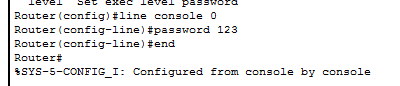 level  Set exec level password
Router(config)#line console 0
Router(config-line)#password 123
Router(config-line)#end
Router#
%SYS-5-CONFIG_I: Configured from console by console